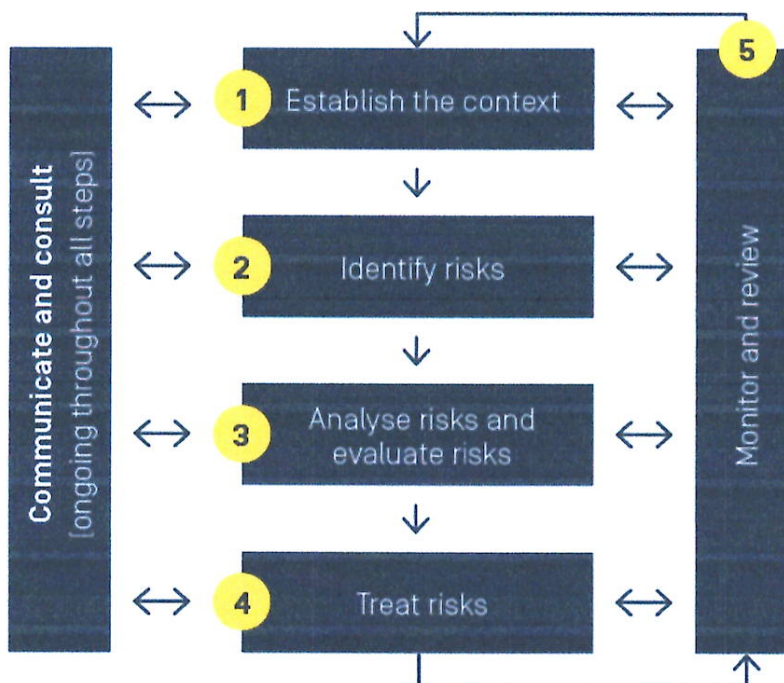 5
1
Establish the context
2
Identify risks
3
Analyse risks and
evaluate risks
4
Treat risks
Communicate and consult
[ongoing throughout all steps]
Monitor and review